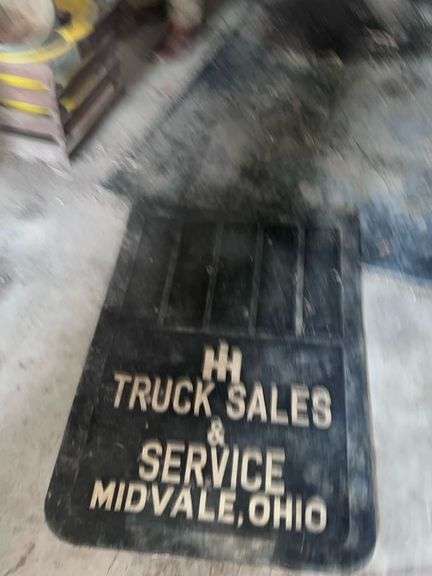 IH
TRUCK SALES
&
SERVICE
MIDVALE, OHIO